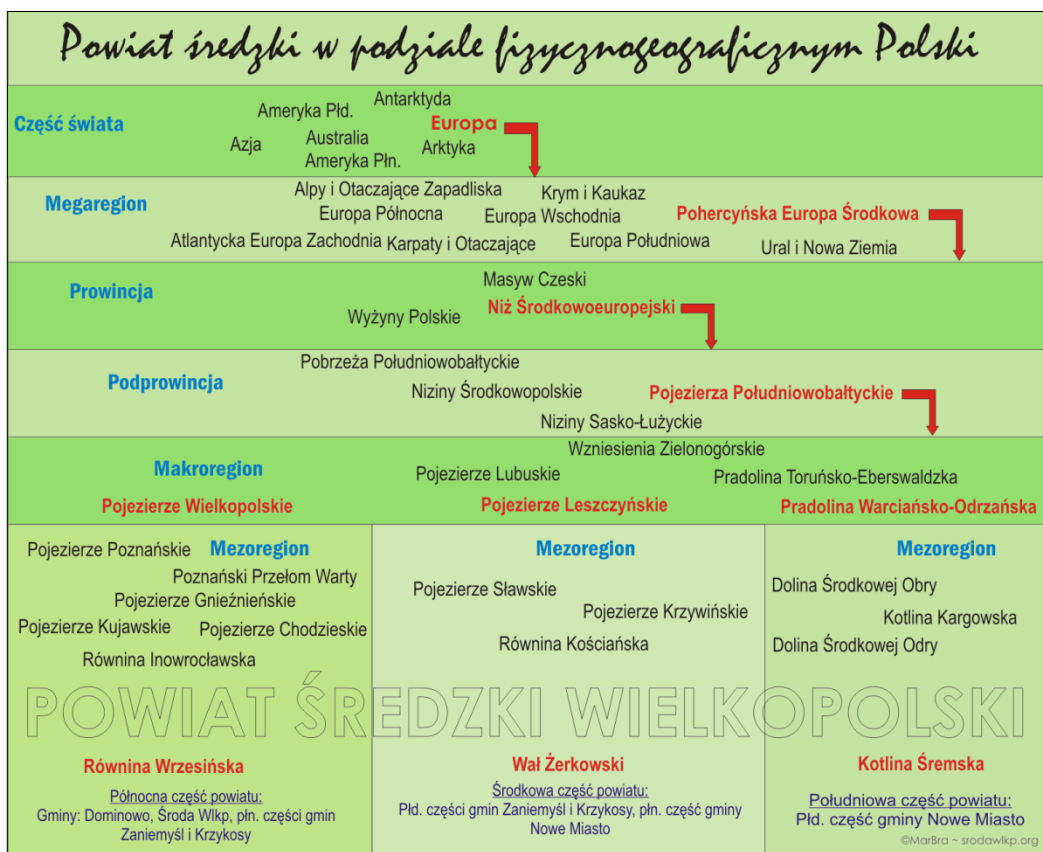 Powiat średzki w podziale fizycznogeograficznym Polski
Część świata
Antarktyda
Ameryka Płd.
Europa
Azja
Australia
Arktyka
Ameryka Płn.
Megaregion
Alpy i Otaczające Zapadliska
Krym i Kaukaz
Europa Północna
Europa Wschodnia
Pohercyńska Europa Środkowa
Atlantycka Europa Zachodnia
Karpaty i Otaczające
Europa Południowa
Ural i Nowa Ziemia
Prowincja
Masyw Czeski
Niż Środkowoeuropejski
Wyżyny Polskie
Podprowincja
Pobrzeża Południowobałtyckie
Niziny Środkowopolskie
Pojezierza Południowobałtyckie
Niziny Sasko-Łużyckie
Makroregion
Wzniesienia Zielonogórskie
Pojezierze Lubuskie
Pradolina Toruńsko-Eberswaldzka
Pojezierze Wielkopolskie
Pojezierze Leszczyńskie
Pradolina Warciańsko-Odrzańska
Pojezierze Poznańskie
Mezoregion
Poznański Przełom Warty
Pojezierze Gnieźnieńskie
Pojezierze Kujawskie
Pojezierze Chodzieskie
Równina Inowrocławska
Mezoregion
Pojezierze Sławskie
Pojezierze Krzywińskie
Równina Kościańska
Mezoregion
Dolina Środkowej Obry
Kotlina Kargowska
Dolina Środkowej Odry
POWIAT ŚREDZKI WIELKOPOLSKI
Równina Wrzesińska
Północna część powiatu:
Gminy: Dominowo, Środa Wlkp, płn. części gmin
Zaniemyśl i Krzykosy
Wał Żerkowski
Środkowa część powiatu:
Płd. części gmin Zaniemyśl i Krzykosy, płn. część gminy
Nowe Miasto
Kotlina Śremska
Południowa część powiatu:
Płd. część gminy Nowe Miasto
©MarBra ~ srodawlkp.org